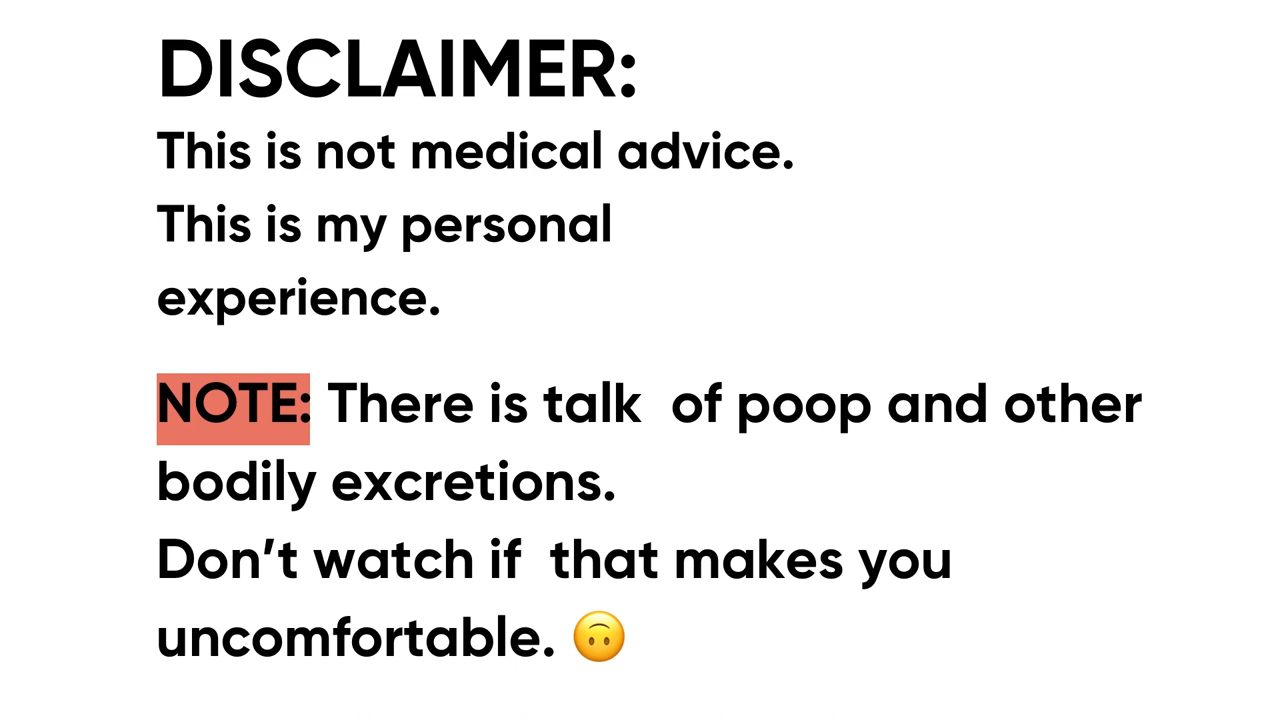 DISCLAIMER:
This is not medical advice.
This is my personal
experience.
NOTE: There is talk  of poop and other
bodily excretions.
Don’t watch if  that makes you
uncomfortable. 🙃